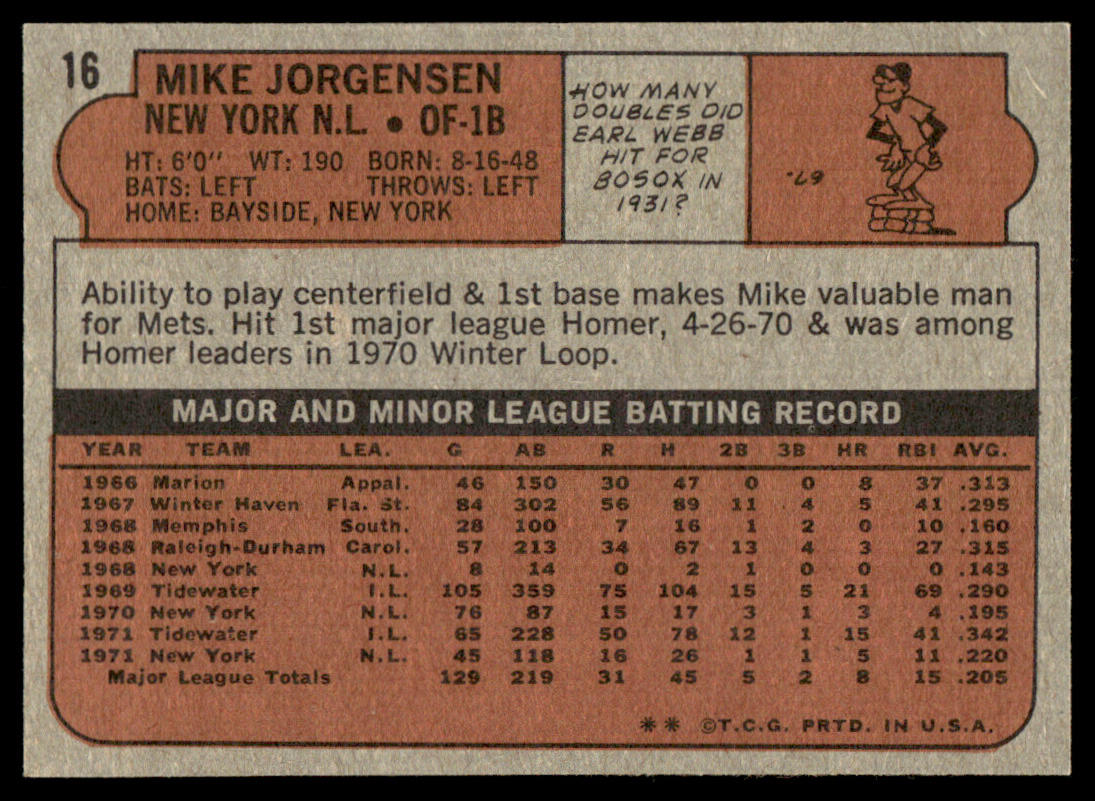 16
MIKE JORGENSEN
NEW YORK N.L. • OF-1B
HT: 6'0" WT: 190 BORN: 8-16-48
BATS: LEFT THROWS: LEFT
HOME: BAYSIDE, NEW YORK
HOW MANY
DOUBLES DID
EARL WEBB
HIT FOR
BOSOX IN
1931?
67.
Ability to play centerfield & 1st base makes Mike valuable man
for Mets. Hit 1st major league Homer, 4-26-70 & was among
Homer leaders in 1970 Winter Loop.
MAJOR AND MINOR LEAGUE BATTING RECORD
YEAR TEAM LEA. G AB R H 2B 3B HR RBI AVG.
1966 Marion Appal. 46 150 30 47 0 0 8 37 .313
1967 Winter Haven Fla. St. 84 302 56 89 11 4 5 41 .295
1968 Memphis South. 28 100 7 16 1 2 0 10 .160
1968 Raleigh-Durham Carol. 57 213 34 67 13 4 3 27 .315
1968 New York N.L. 8 14 0 2 1 0 0 0 .143
1969 Tidewater I.L. 105 359 75 104 15 5 21 69 .290
1970 New York N.L. 76 87 15 17 3 1 3 4 .195
1971 Tidewater I.L. 65 228 50 78 12 1 15 41 .342
1971 New York N.L. 45 118 16 26 1 1 5 11 .220
Major League Totals 129 219 31 45 5 2 8 15 .205
** ©T.C.G. PRTD. IN U.S.A.